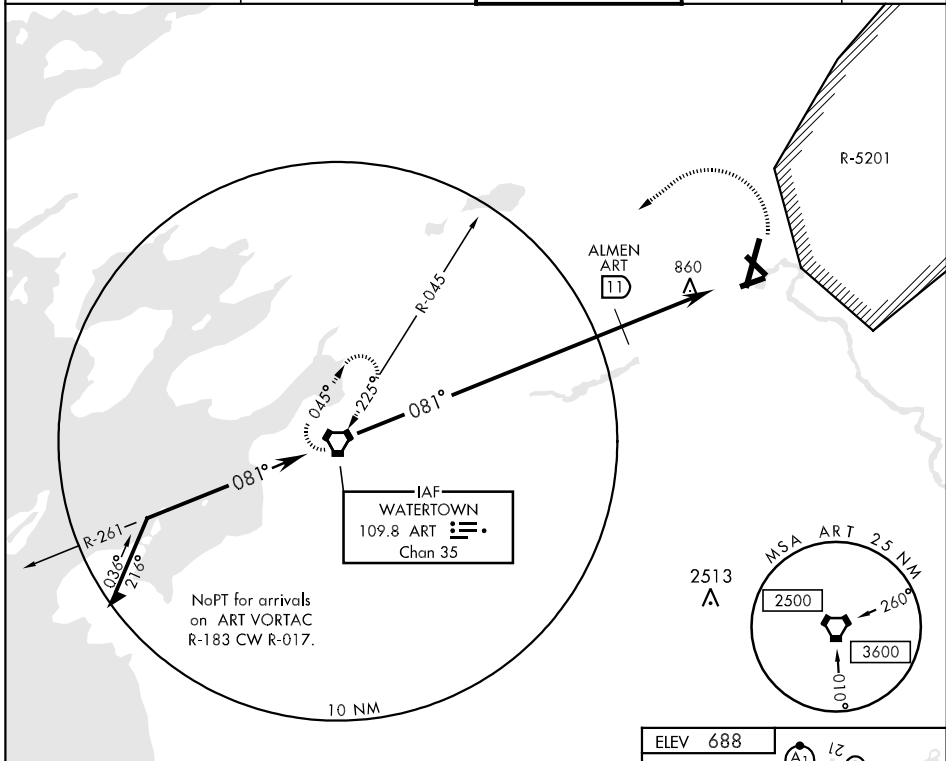 R-5201
R-045
ALMEN
ART
11
860
045°
225°
081°
081°
R-261
036°
216°
IAF
WATERTOWN
109.8 ART
Chan 35
NoPT for arrivals
on ART VORTAC
R-183 CW R-017.
10 NM
2513
MSA ART 25 NM
2500
260°
3600
010°
ELEV 688
A1
21